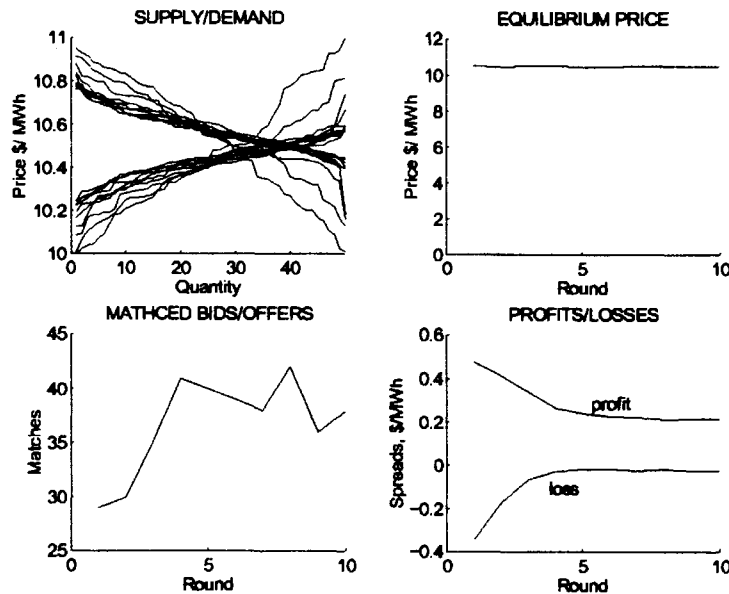 SUPPLY/DEMAND
11
10.8
10.6
10.4
10.2
10
Price $/ MWh
0 10 20 30 40
Quantity
EQUILIBRIUM PRICE
12
10
8
6
4
2
0
Price $/ MWh
0 5 10
Round
MATHCED BIDS/OFFERS
45
40
35
30
25
Matches
0 5 10
Round
PROFITS/LOSSES
0.6
0.4
0.2
0
−0.2
−0.4
Spreads, $/MWh
profit
loss
0 5 10
Round